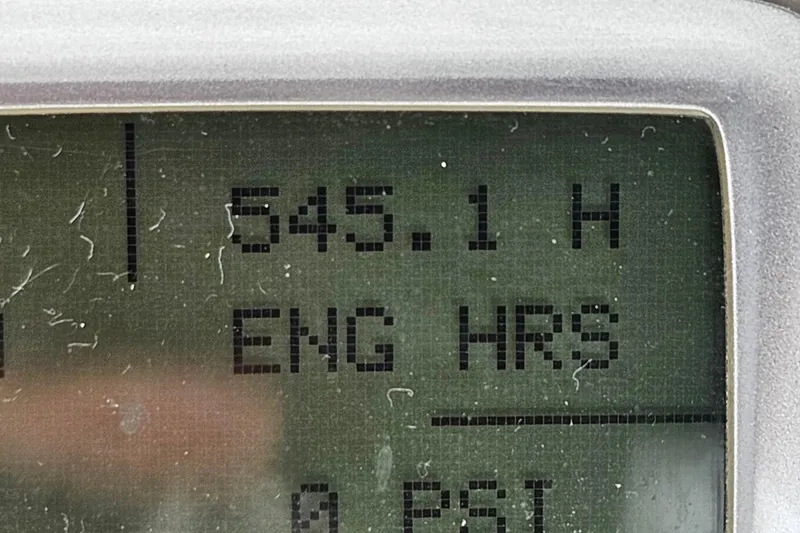 545.1 H
ENG HRS
0 PSI